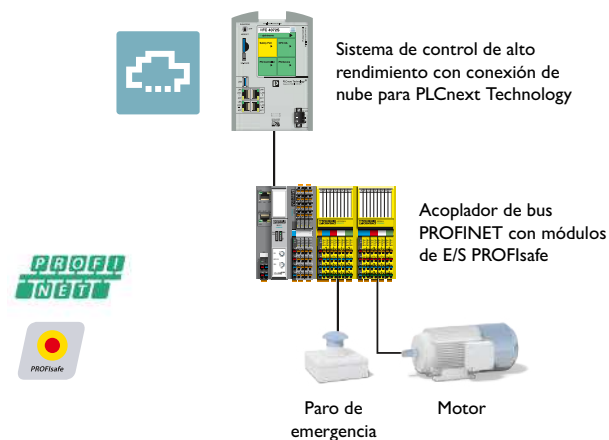 Sistema de control de alto
rendimiento con conexión de
nube para PLCnext Technology
Acoplador de bus
PROFINET con módulos
de E/S PROFIsafe
PROFI
NET
PROFIsafe
Paro de
emergencia
Motor